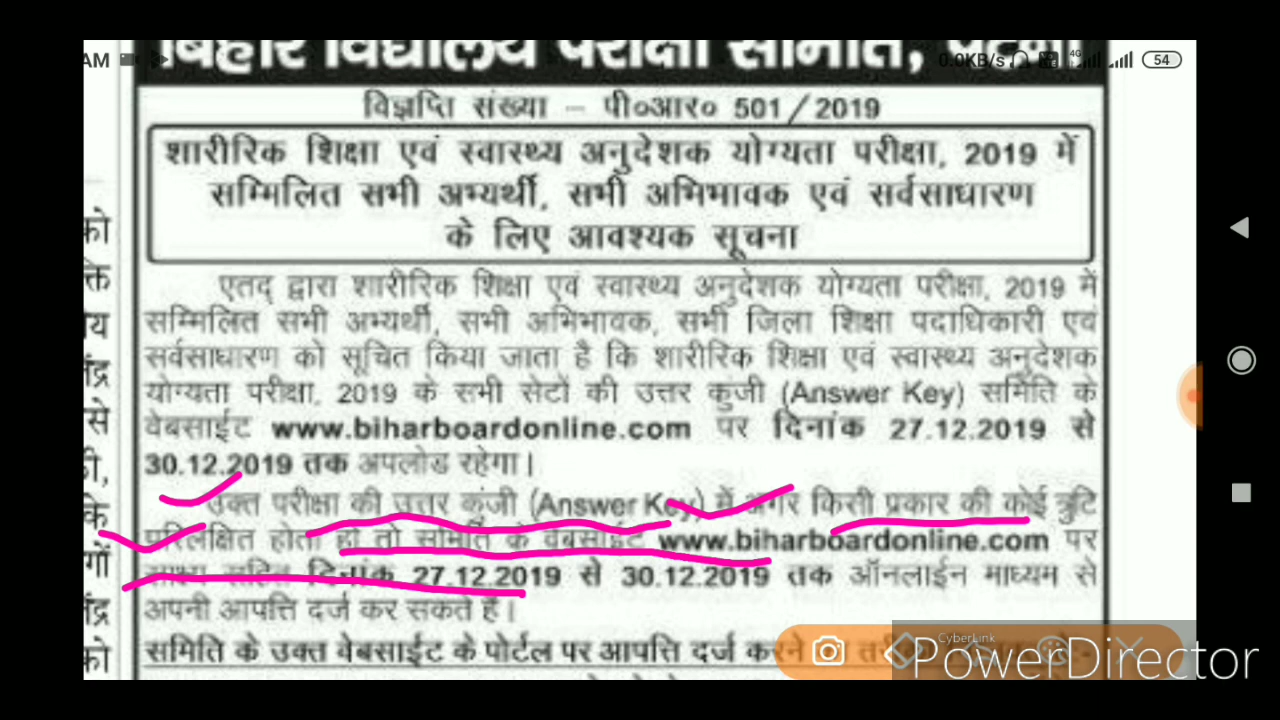 AM
0.0KB/s 4G 54
बिहार विद्यालय परीक्षा समिति,
विज्ञप्ति संख्या – पी०आर० 501/2019
शारीरिक शिक्षा एवं स्वास्थ्य अनुदेशक योग्यता परीक्षा, 2019 में
सम्मिलित सभी अभ्यर्थी, सभी अभिभावक एवं सर्वसाधारण
के लिए आवश्यक सूचना
एतद् द्वारा शारीरिक शिक्षा एवं स्वास्थ्य अनुदेशक योग्यता परीक्षा, 2019 में
सम्मिलित सभी अभ्यर्थी, सभी अभिभावक, सभी जिला शिक्षा पदाधिकारी एवं
सर्वसाधारण को सूचित किया जाता है कि शारीरिक शिक्षा एवं स्वास्थ्य अनुदेशक
योग्यता परीक्षा, 2019 के सभी सेटों की उत्तर कुंजी (Answer Key) समिति के
वेबसाईट www.biharboardonline.com पर दिनांक 27.12.2019 से
30.12.2019 तक अपलोड रहेगा।
उक्त परीक्षा की उत्तर कुंजी (Answer Key) में अगर किसी प्रकार की कोई त्रुटि
परिलक्षित होता हो तो समिति के वेबसाईट www.biharboardonline.com पर
सहित दिनांक 27.12.2019 से 30.12.2019 तक ऑनलाईन माध्यम से
अपनी आपत्ति दर्ज कर सकते हैं।
समिति के उक्त वेबसाईट के पोर्टल पर आपत्ति दर्ज करने
को
क्ति
य
द्र
से
के
गों
द्र
को
CyberLink
PowerDirector